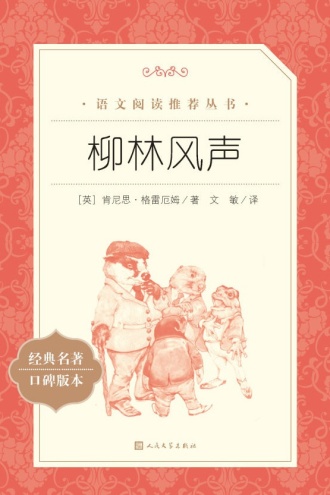 ·语文阅读推荐丛书·
柳林风声
[英] 肯尼思·格雷厄姆／著 文 敏／译
经典名著
口碑版本
人民文学出版社